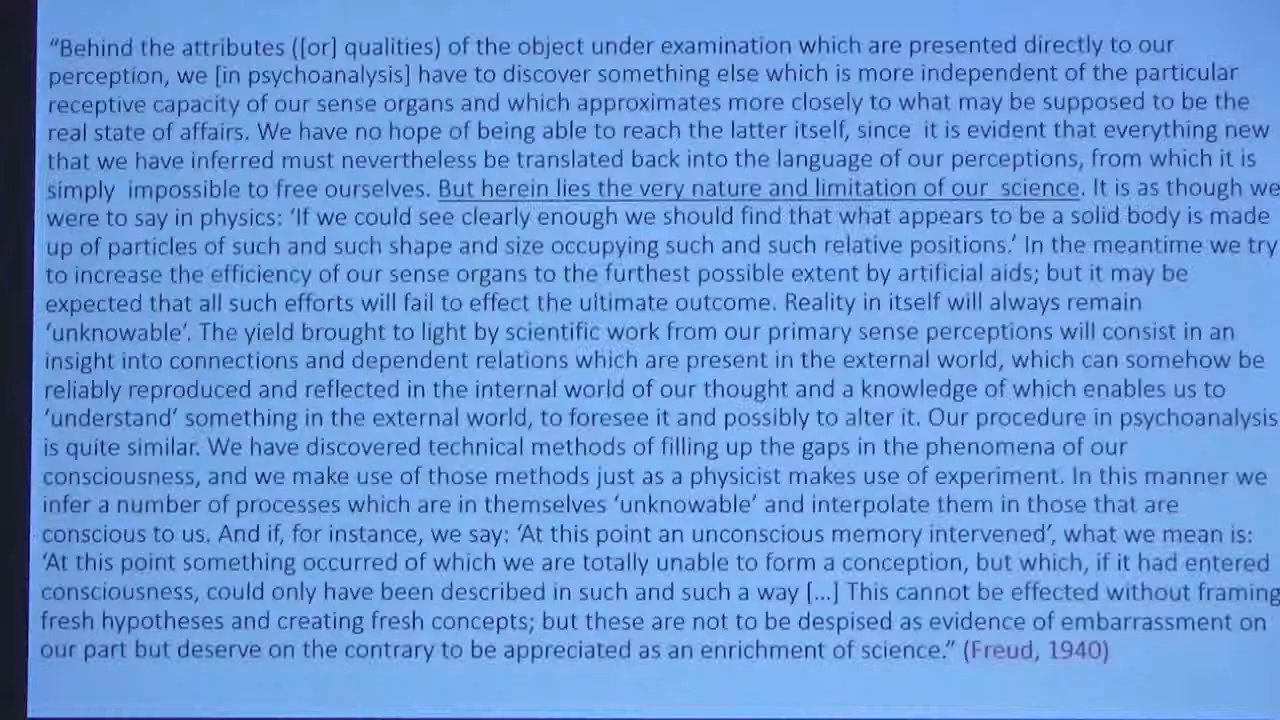 “Behind the attributes ([or] qualities) of the object under examination which are presented directly to our
perception, we [in psychoanalysis] have to discover something else which is more independent of the particular
receptive capacity of our sense organs and which approximates more closely to what may be supposed to be the
real state of affairs. We have no hope of being able to reach the latter itself, since it is evident that everything new
that we have inferred must nevertheless be translated back into the language of our perceptions, from which it is
simply impossible to free ourselves. But herein lies the very nature and limitation of our science. It is as though we
were to say in physics: ‘If we could see clearly enough we should find that what appears to be a solid body is made
up of particles of such and such shape and size occupying such and such relative positions.’ In the meantime we try
to increase the efficiency of our sense organs to the furthest possible extent by artificial aids; but it may be
expected that all such efforts will fail to effect the ultimate outcome. Reality in itself will always remain
‘unknowable’. The yield brought to light by scientific work from our primary sense perceptions will consist in an
insight into connections and dependent relations which are present in the external world, which can somehow be
reliably reproduced and reflected in the internal world of our thought and a knowledge of which enables us to
‘understand’ something in the external world, to foresee it and possibly to alter it. Our procedure in psychoanalysis
is quite similar. We have discovered technical methods of filling up the gaps in the phenomena of our
consciousness, and we make use of those methods just as a physicist makes use of experiment. In this manner we
infer a number of processes which are in themselves ‘unknowable’ and interpolate them in those that are
conscious to us. And if, for instance, we say: ‘At this point an unconscious memory intervened’, what we mean is:
‘At this point something occurred of which we are totally unable to form a conception, but which, if it had entered
consciousness, could only have been described in such and such a way [...] This cannot be effected without framing
fresh hypotheses and creating fresh concepts; but these are not to be despised as evidence of embarrassment on
our part but deserve on the contrary to be appreciated as an enrichment of science.” (Freud, 1940)